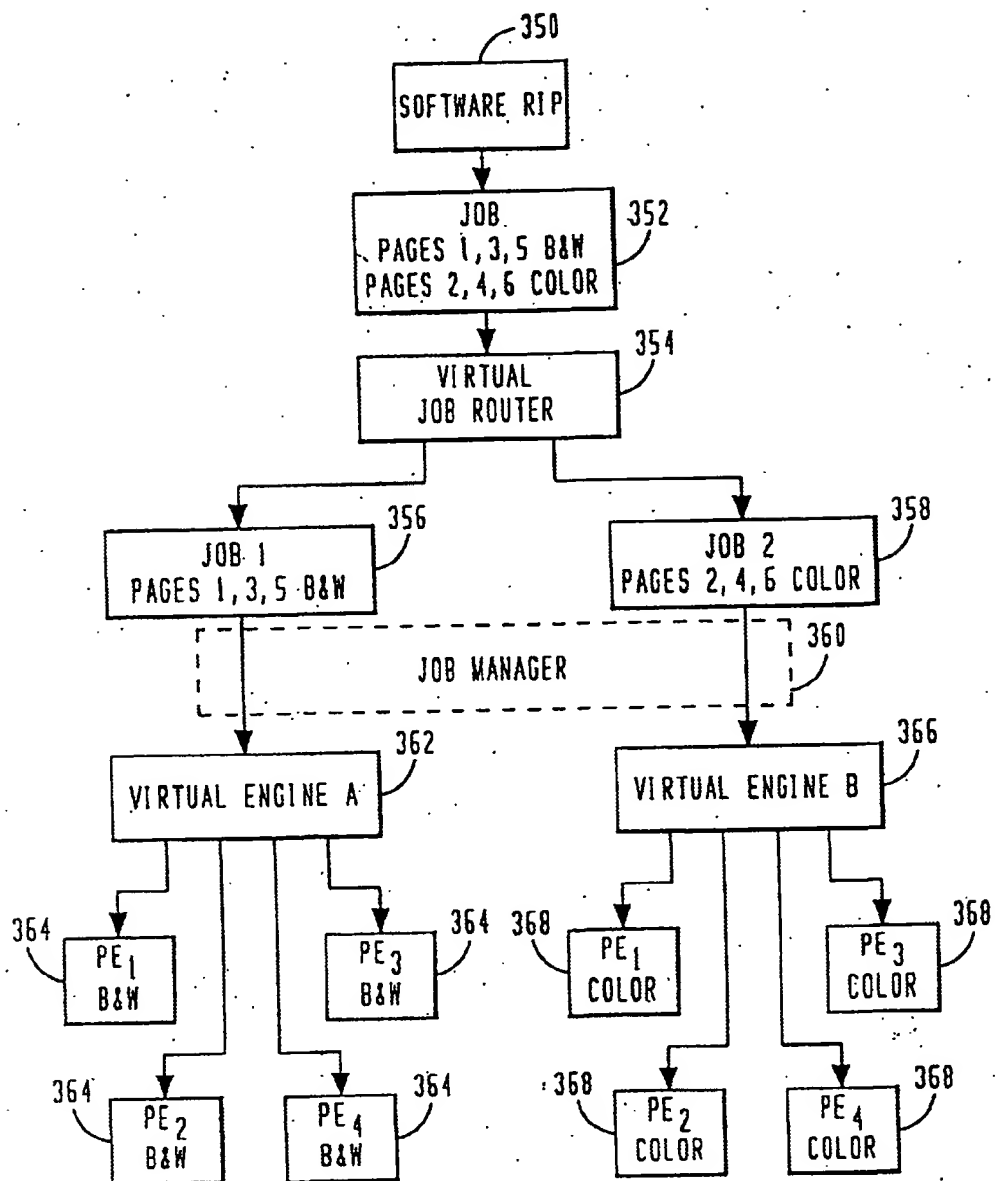 350
SOFTWARE RIP
JOB
PAGES 1,3,5 B&W
PAGES 2,4,6 COLOR
352
354
VIRTUAL
JOB ROUTER
356
JOB 1
PAGES 1,3,5 B&W
358
JOB 2
PAGES 2,4,6 COLOR
360
JOB MANAGER
362
VIRTUAL ENGINE A
366
VIRTUAL ENGINE B
364
PE1
B&W
PE3
B&W
364
368
PE1
COLOR
PE3
COLOR
368
364
PE2
B&W
PE4
B&W
364
368
PE2
COLOR
PE4
COLOR
368